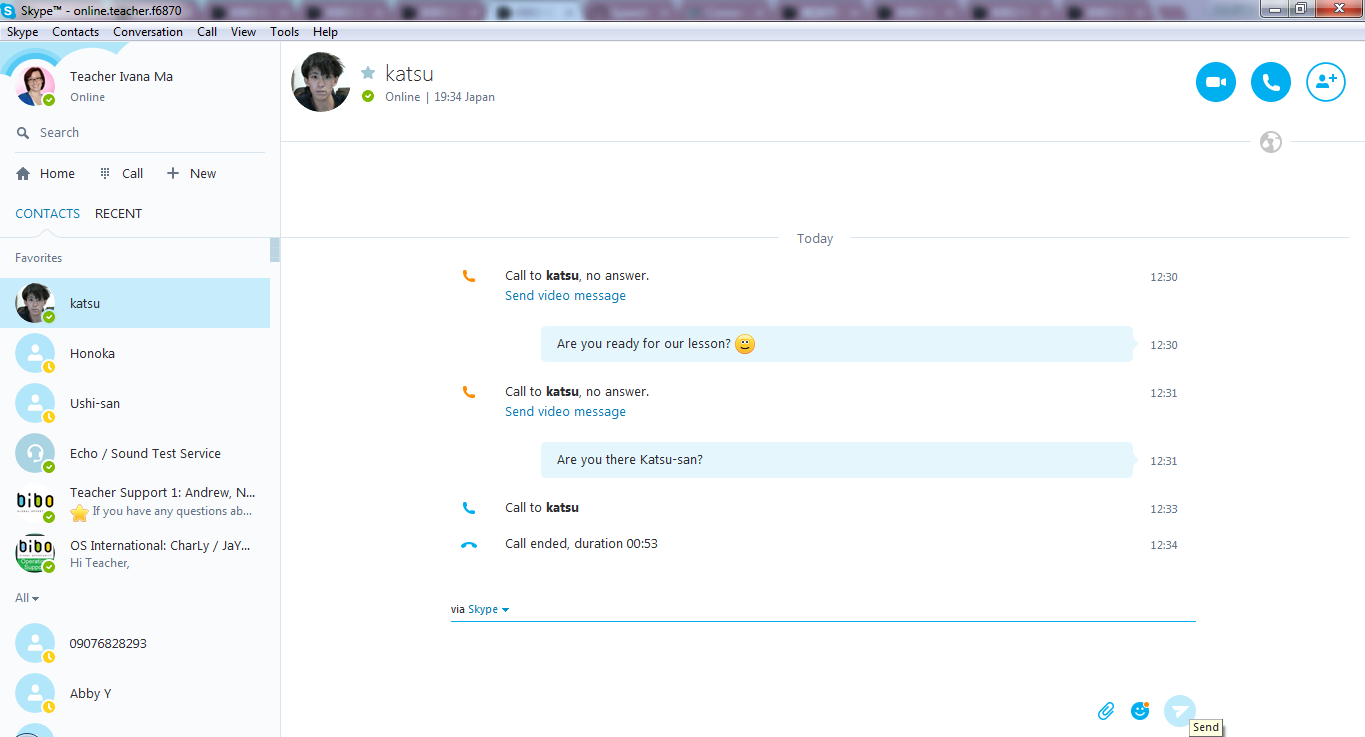 Skype™ - online.teacher.f6870
Skype Contacts Conversation Call View Tools Help
Teacher Ivana Ma
Online
Search
Home Call New
CONTACTS RECENT
Favorites
katsu
Honoka
Ushi-san
Echo / Sound Test Service
bibo
Teacher Support 1: Andrew, N...
If you have any questions ab...
bibo
OS International: CharLy / JaY...
Hi Teacher,
All
09076828293
Abby Y
katsu
Online | 19:34 Japan
Today
Call to katsu, no answer. 12:30
Send video message
Are you ready for our lesson? 12:30
Call to katsu, no answer. 12:31
Send video message
Are you there Katsu-san? 12:31
Call to katsu 12:33
Call ended, duration 00:53 12:34
via Skype
Send